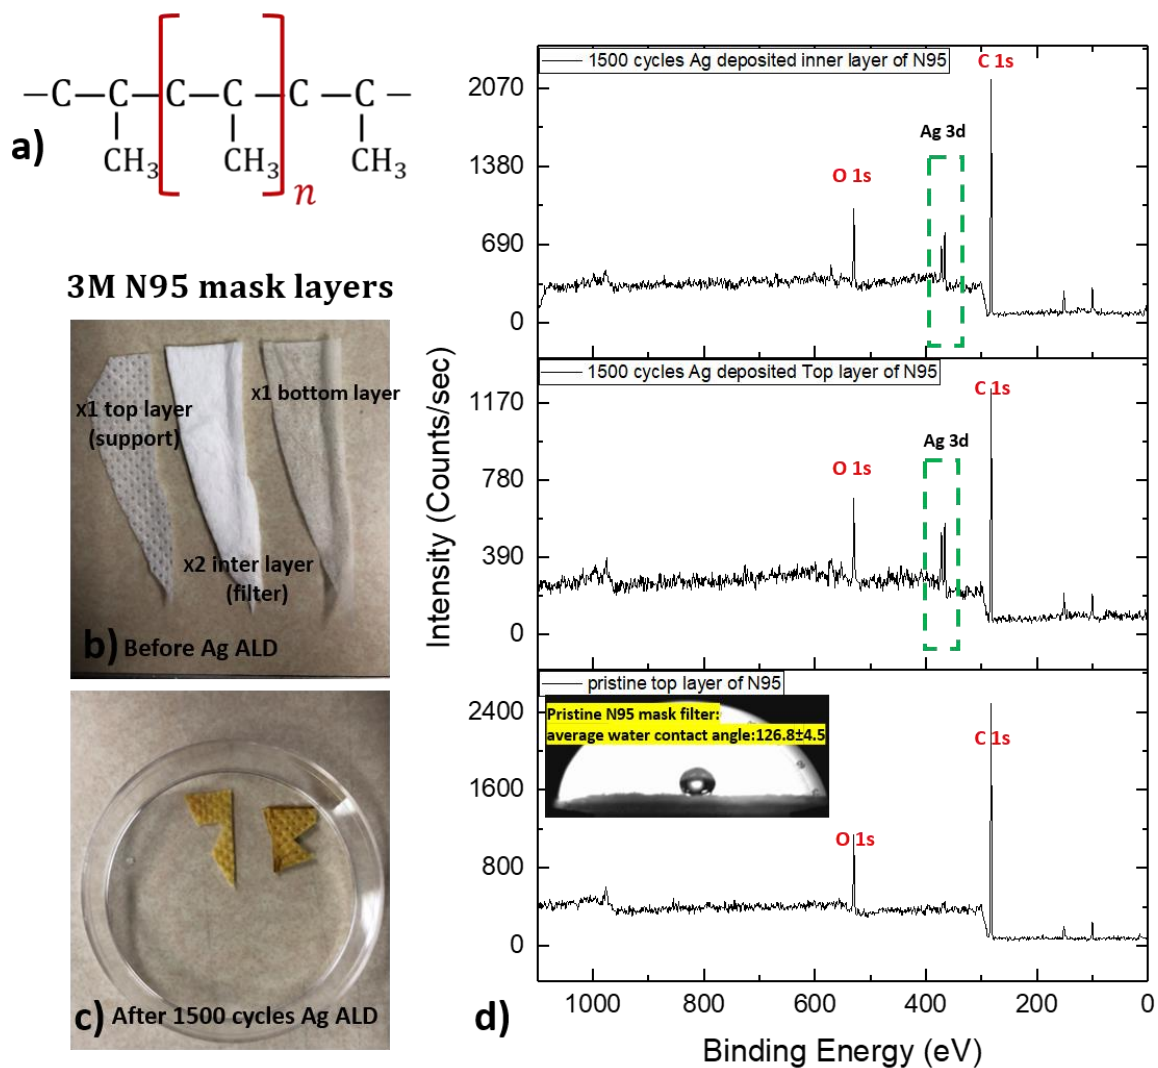 a)
—C—C—C—C—C—C—
CH₃ CH₃ CH₃
n
3M N95 mask layers
x1 top layer
(support)
x1 bottom layer
x2 inter layer
(filter)
b) Before Ag ALD
c) After 1500 cycles Ag ALD
d)
Intensity (Counts/sec)
1500 cycles Ag deposited inner layer of N95
C 1s
Ag 3d
O 1s
2070
1380
690
0
1500 cycles Ag deposited Top layer of N95
C 1s
Ag 3d
O 1s
1170
780
390
0
pristine top layer of N95
Pristine N95 mask filter:
average water contact angle:126.8±4.5
C 1s
O 1s
2400
1600
800
0
1000 800 600 400 200 0
Binding Energy (eV)